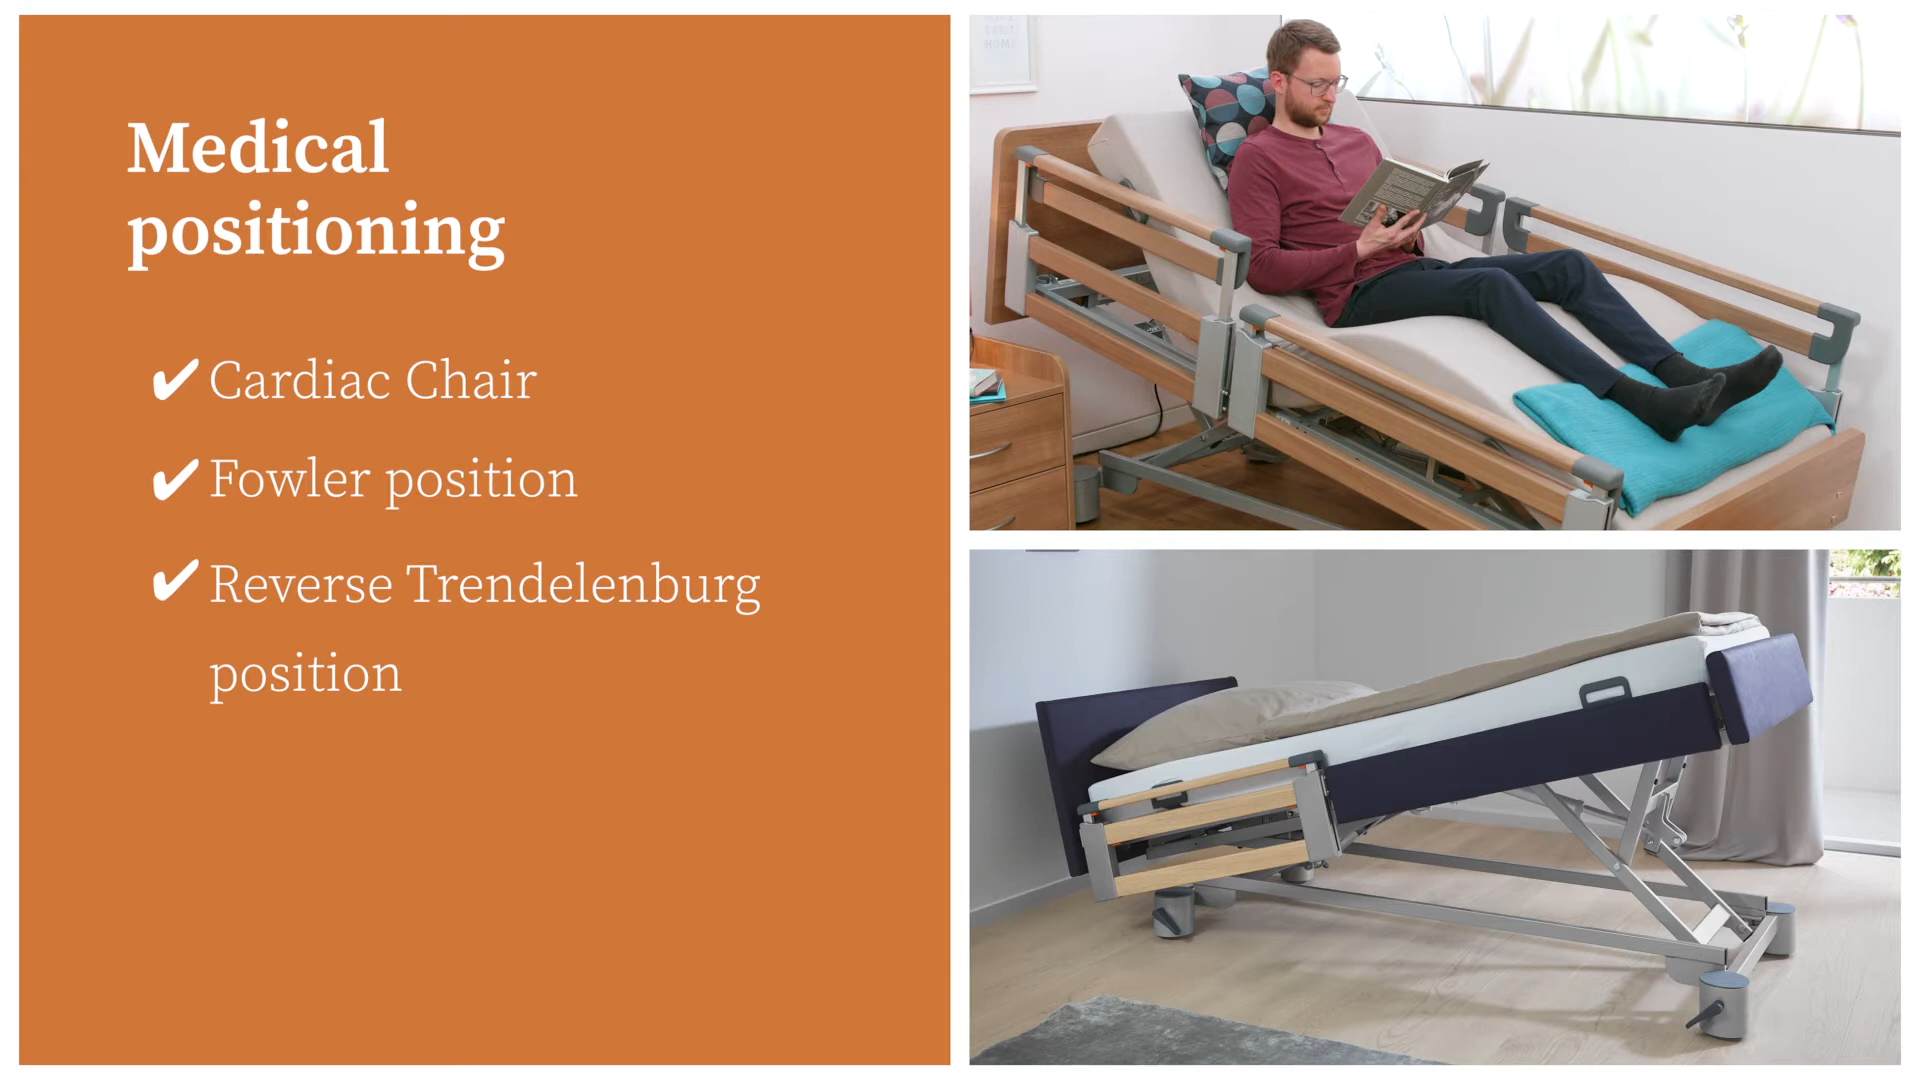 Medical
positioning
✔ Cardiac Chair
✔ Fowler position
✔ Reverse Trendelenburg
position